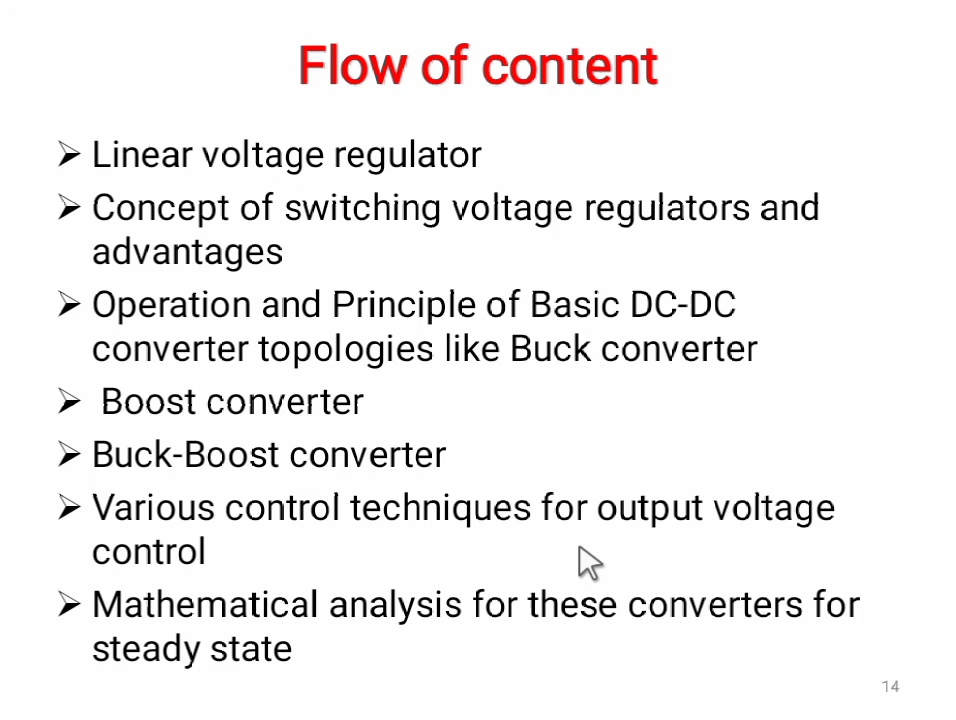 Flow of content
➢ Linear voltage regulator
➢ Concept of switching voltage regulators and
advantages
➢ Operation and Principle of Basic DC-DC
converter topologies like Buck converter
➢ Boost converter
➢ Buck-Boost converter
➢ Various control techniques for output voltage
control
➢ Mathematical analysis for these converters for
steady state
14